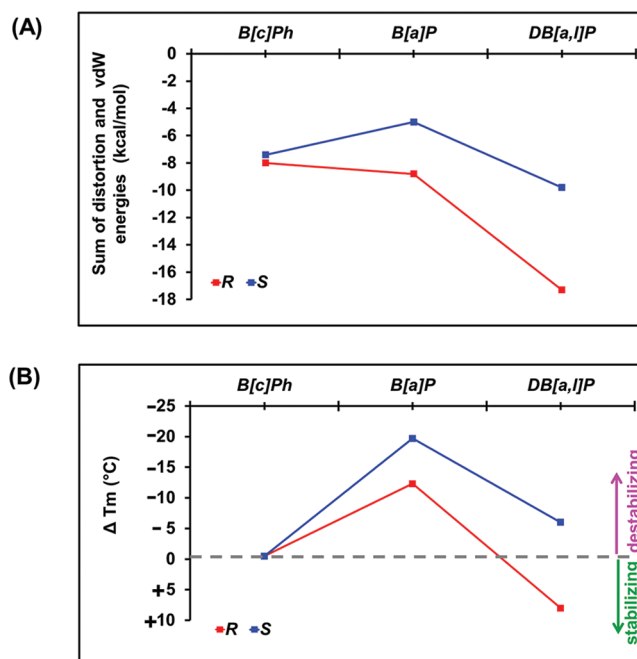 (A)
B[c]Ph B[a]P DB[a,l]P
Sum of distortion and vdW
energies (kcal/mol)
0
-2
-4
-6
-8
-10
-12
-14
-16
-18
R S
(B)
B[c]Ph B[a]P DB[a,l]P
Δ Tm (°C)
−25
−20
−15
−10
−5
0
+5
+10
R S
destabilizing
stabilizing